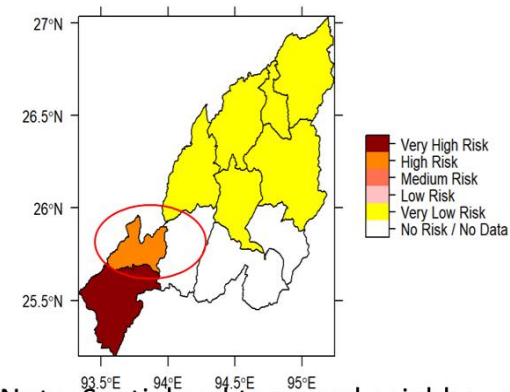 27°N
26.5°N
26°N
25.5°N
Very High Risk
High Risk
Medium Risk
Low Risk
Very Low Risk
No Risk / No Data
93.5°E 94°E 94.5°E 95°E